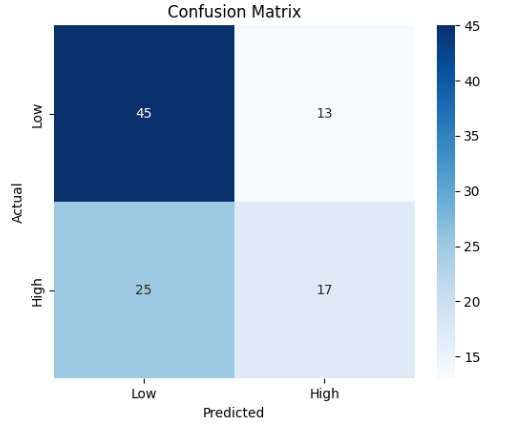 Confusion Matrix
Actual
Low
45
13
High
25
17
Low
High
Predicted
45
40
35
30
25
20
15